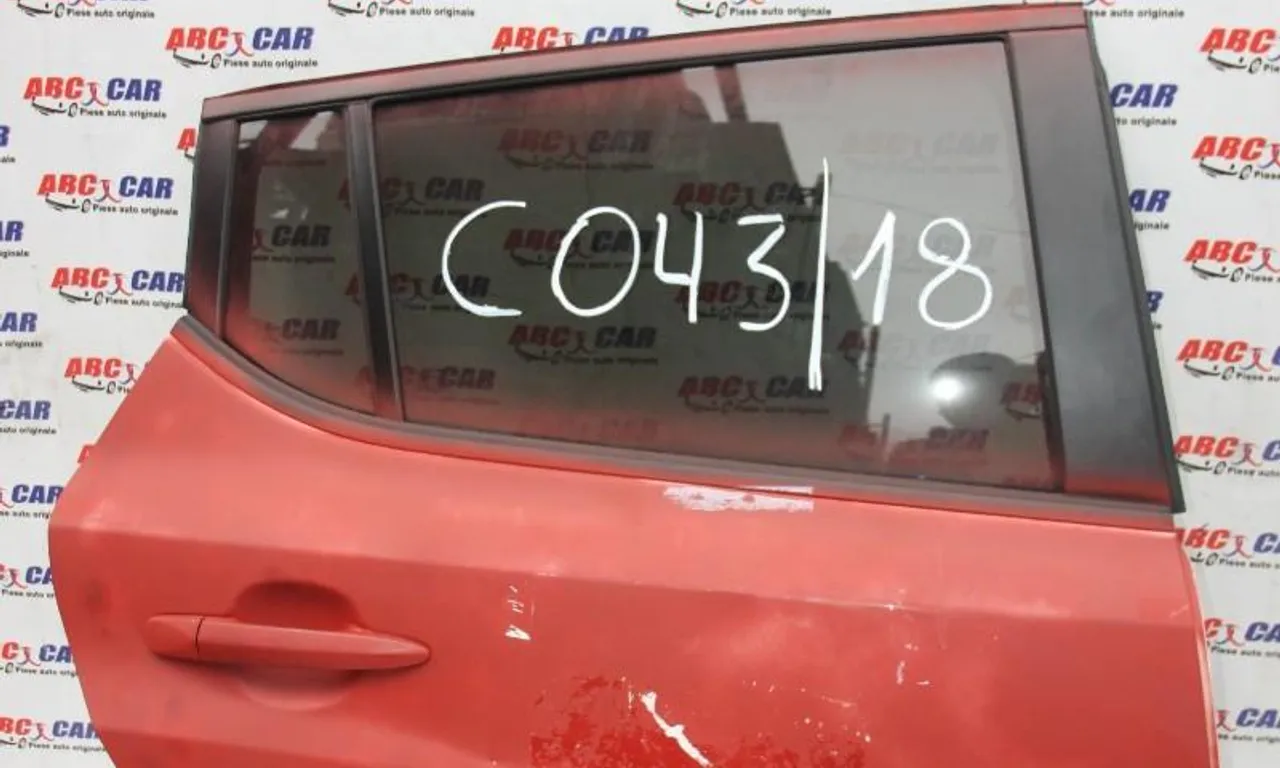 ABC CAR
Piese auto originale
C043/18